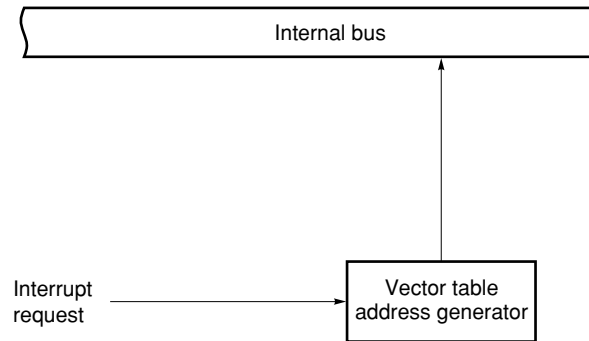 Internal bus
Interrupt
request
Vector table
address generator